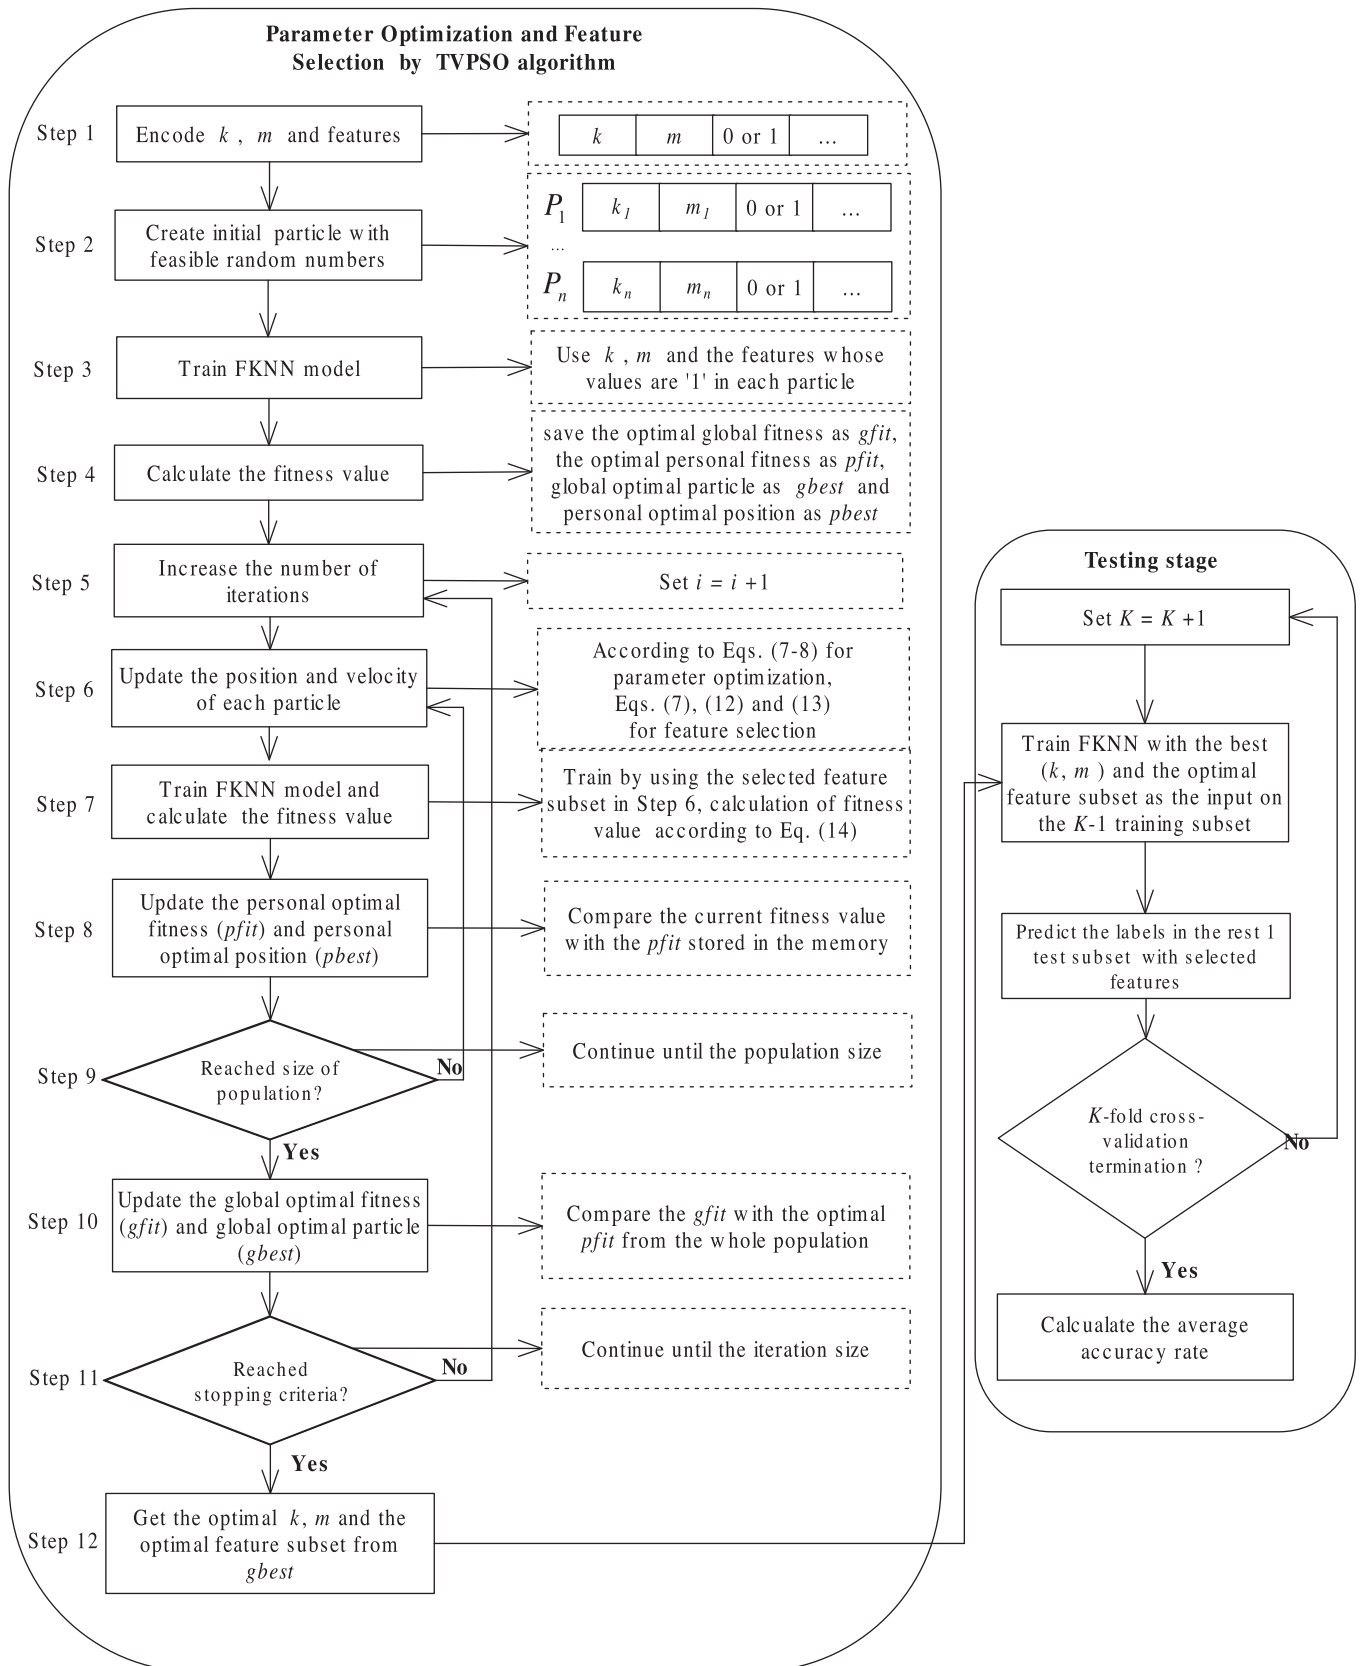 Parameter Optimization and Feature
Selection by TVPSO algorithm
Step 1
Encode k , m and features
k m 0 or 1 ...
Step 2
Create initial particle with
feasible random numbers
P1 k1 m1 0 or 1 ...
...
Pn kn mn 0 or 1 ...
Step 3
Train FKNN model
Use k , m and the features whose
values are '1' in each particle
Step 4
Calculate the fitness value
save the optimal global fitness as gfit,
the optimal personal fitness as pfit,
global optimal particle as gbest and
personal optimal position as pbest
Step 5
Increase the number of
iterations
Set i = i +1
Step 6
Update the position and velocity
of each particle
According to Eqs. (7-8) for
parameter optimization,
Eqs. (7), (12) and (13)
for feature selection
Step 7
Train FKNN model and
calculate the fitness value
Train by using the selected feature
subset in Step 6, calculation of fitness
value according to Eq. (14)
Step 8
Update the personal optimal
fitness (pfit) and personal
optimal position (pbest)
Compare the current fitness value
with the pfit stored in the memory
Step 9
Reached size of
population?
No
Continue until the population size
Yes
Step 10
Update the global optimal fitness
(gfit) and global optimal particle
(gbest)
Compare the gfit with the optimal
pfit from the whole population
Step 11
Reached
stopping criteria?
No
Continue until the iteration size
Yes
Step 12
Get the optimal k, m and the
optimal feature subset from
gbest
Testing stage
Set K = K +1
Train FKNN with the best
(k, m ) and the optimal
feature subset as the input on
the K-1 training subset
Predict the labels in the rest 1
test subset with selected
features
K-fold cross-
validation
termination ?
No
Yes
Calcualate the average
accuracy rate